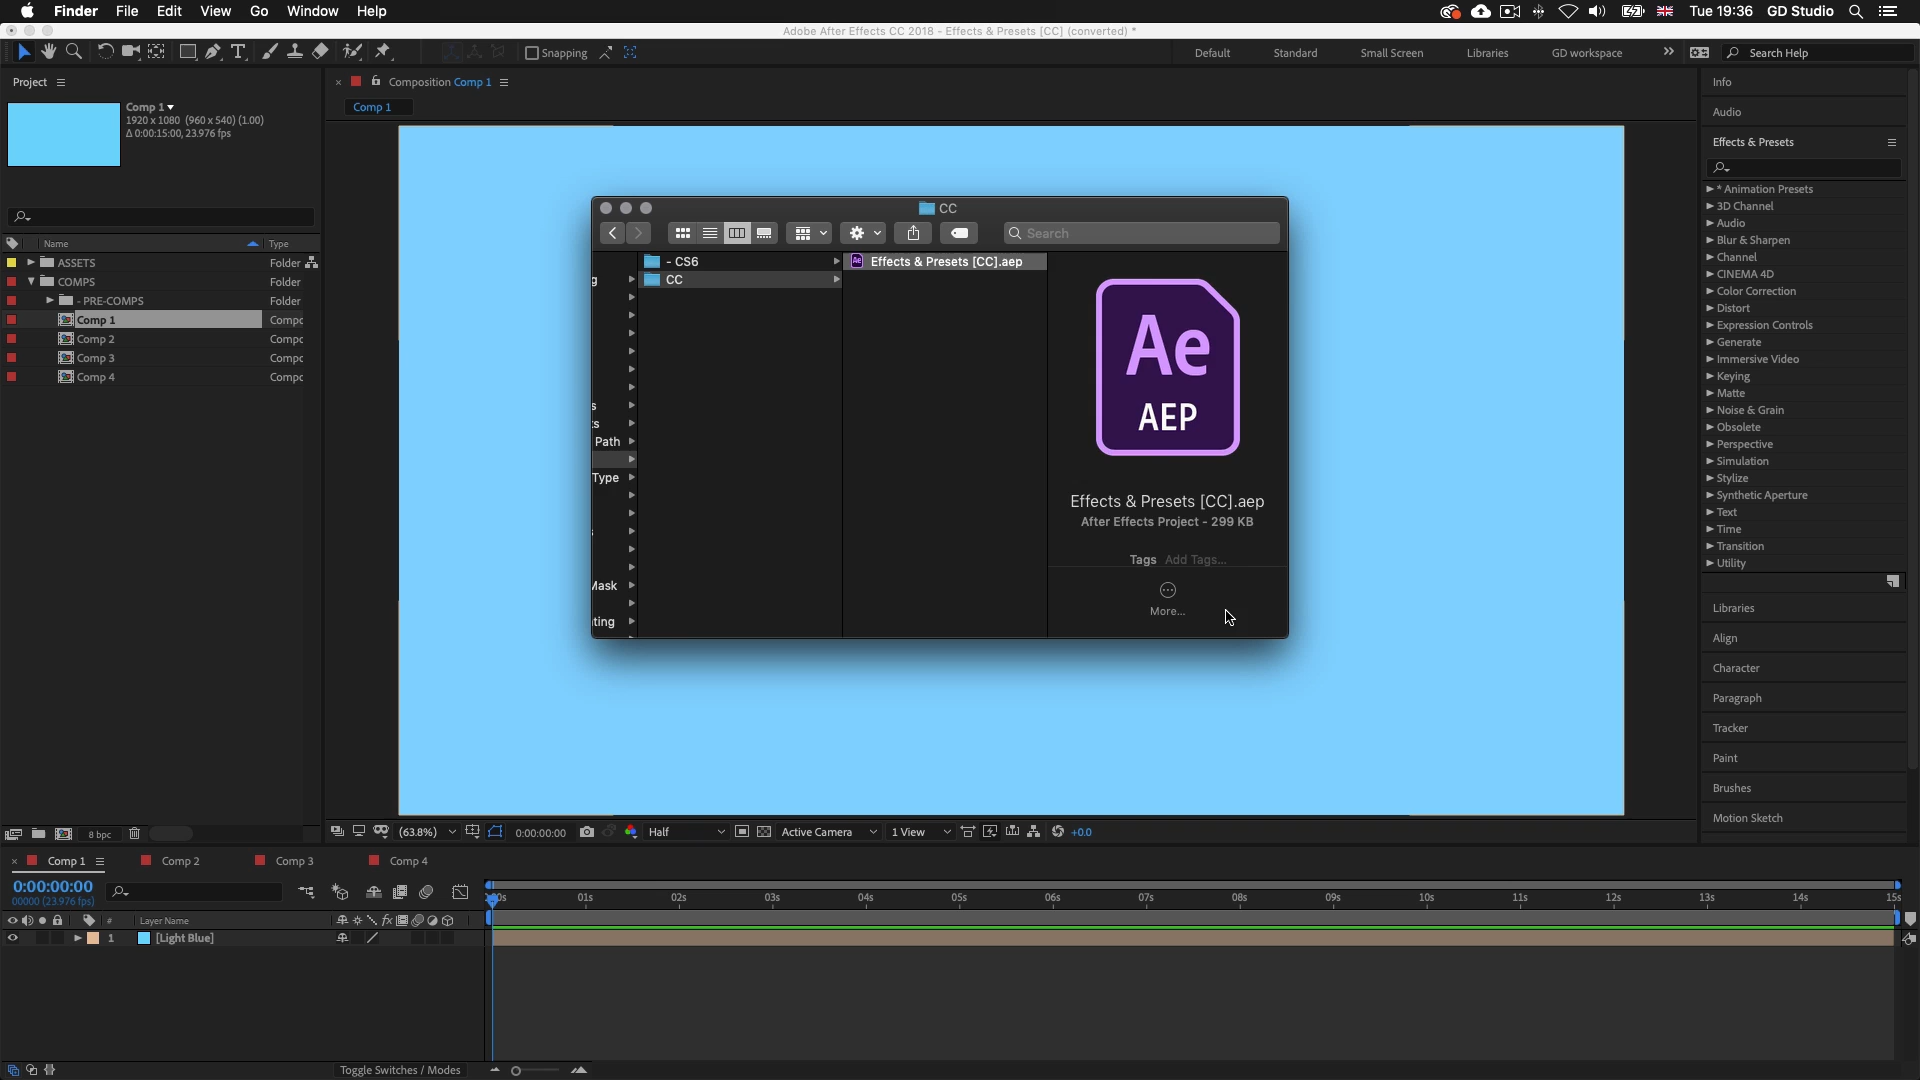 Finder File Edit View Go Window Help
Tue 19:36 GD Studio
Adobe After Effects CC 2018 - Effects & Presets [CC] (converted) *
Snapping
Default Standard Small Screen Libraries GD workspace
Search Help
Project
Comp 1
1920 x 1080 (960 x 540) (1.00)
Δ 0:00:15:00, 23.976 fps
Name Type
ASSETS Folder
COMPS Folder
- PRE-COMPS Folder
Comp 1 Compc
Comp 2 Compc
Comp 3 Compc
Comp 4 Compc
8 bpc
Composition Comp 1
Comp 1
CC
Search
- CS6
CC
Effects & Presets [CC].aep
Path
Type
Mask
ting
Ae
AEP
Effects & Presets [CC].aep
After Effects Project - 299 KB
Tags Add Tags...
More...
(63.8%) 0:00:00:00 Half Active Camera 1 View +0.0
Info
Audio
Effects & Presets
* Animation Presets
3D Channel
Audio
Blur & Sharpen
Channel
CINEMA 4D
Color Correction
Distort
Expression Controls
Generate
Immersive Video
Keying
Matte
Noise & Grain
Obsolete
Perspective
Simulation
Stylize
Synthetic Aperture
Text
Time
Transition
Utility
Libraries
Align
Character
Paragraph
Tracker
Paint
Brushes
Motion Sketch
Comp 1 Comp 2 Comp 3 Comp 4
0:00:00:00
00000 (23.976 fps)
01s 02s 03s 04s 05s 06s 07s 08s 09s 10s 11s 12s 13s 14s 15s
# Layer Name
1 [Light Blue]
Toggle Switches / Modes